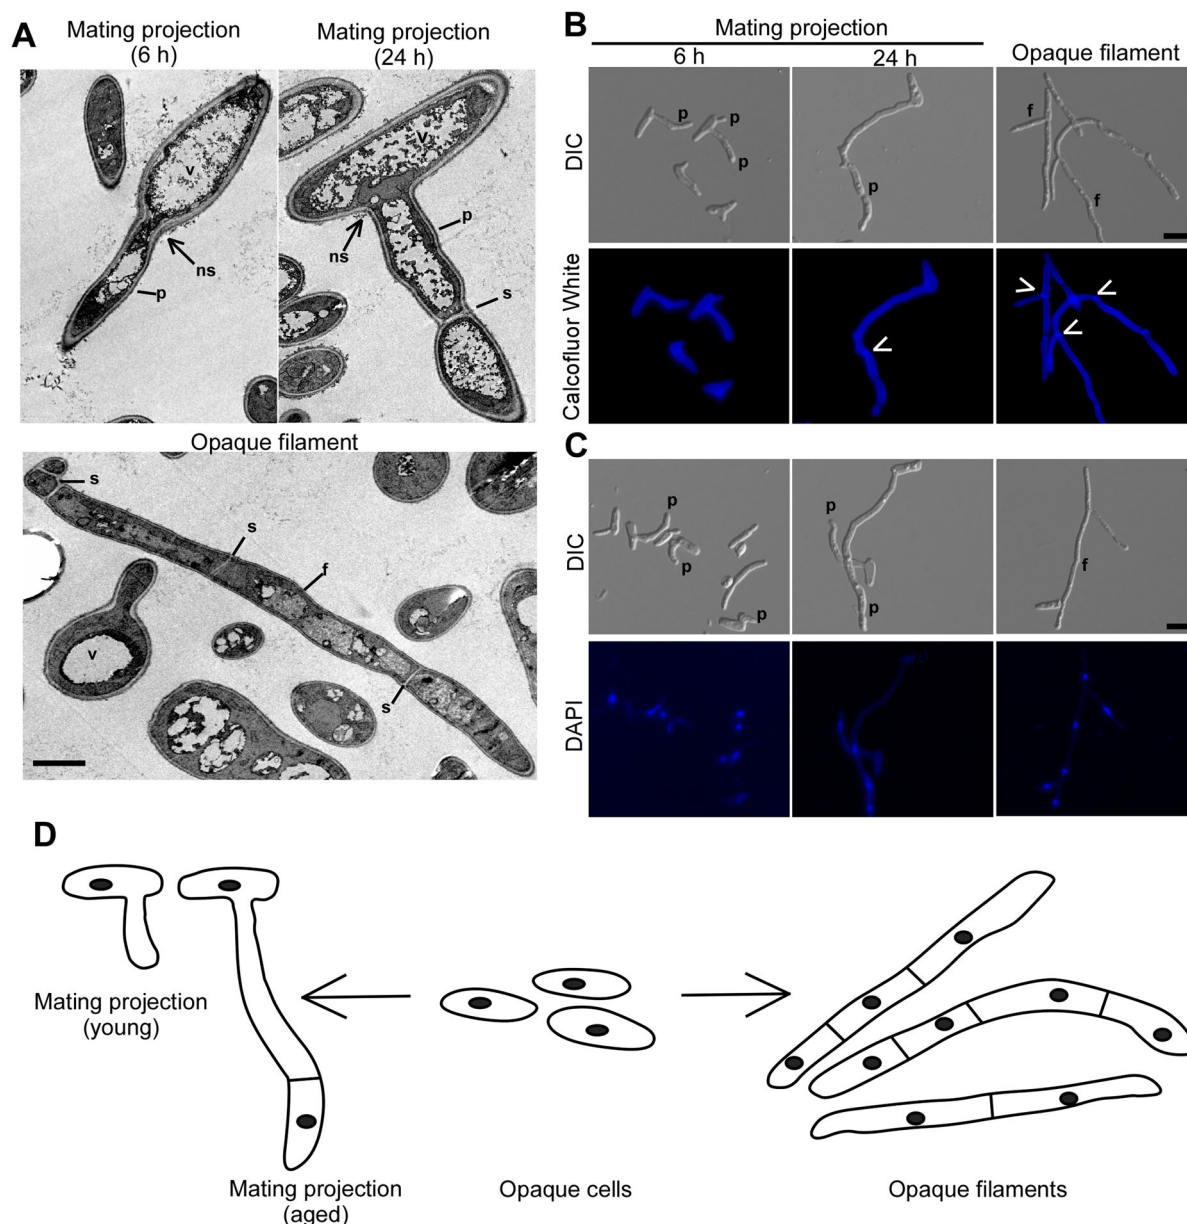 A
Mating projection
(6 h)
Mating projection
(24 h)
v
ns
p
v
ns
p
s
Opaque filament
s
s
f
v
s
B
Mating projection
6 h
24 h
Opaque filament
DIC
p
p
p
p
f
f
Calcofluor White
C
DIC
p
p
p
p
p
f
DAPI
D
Mating projection
(young)
Mating projection
(aged)
Opaque cells
Opaque filaments